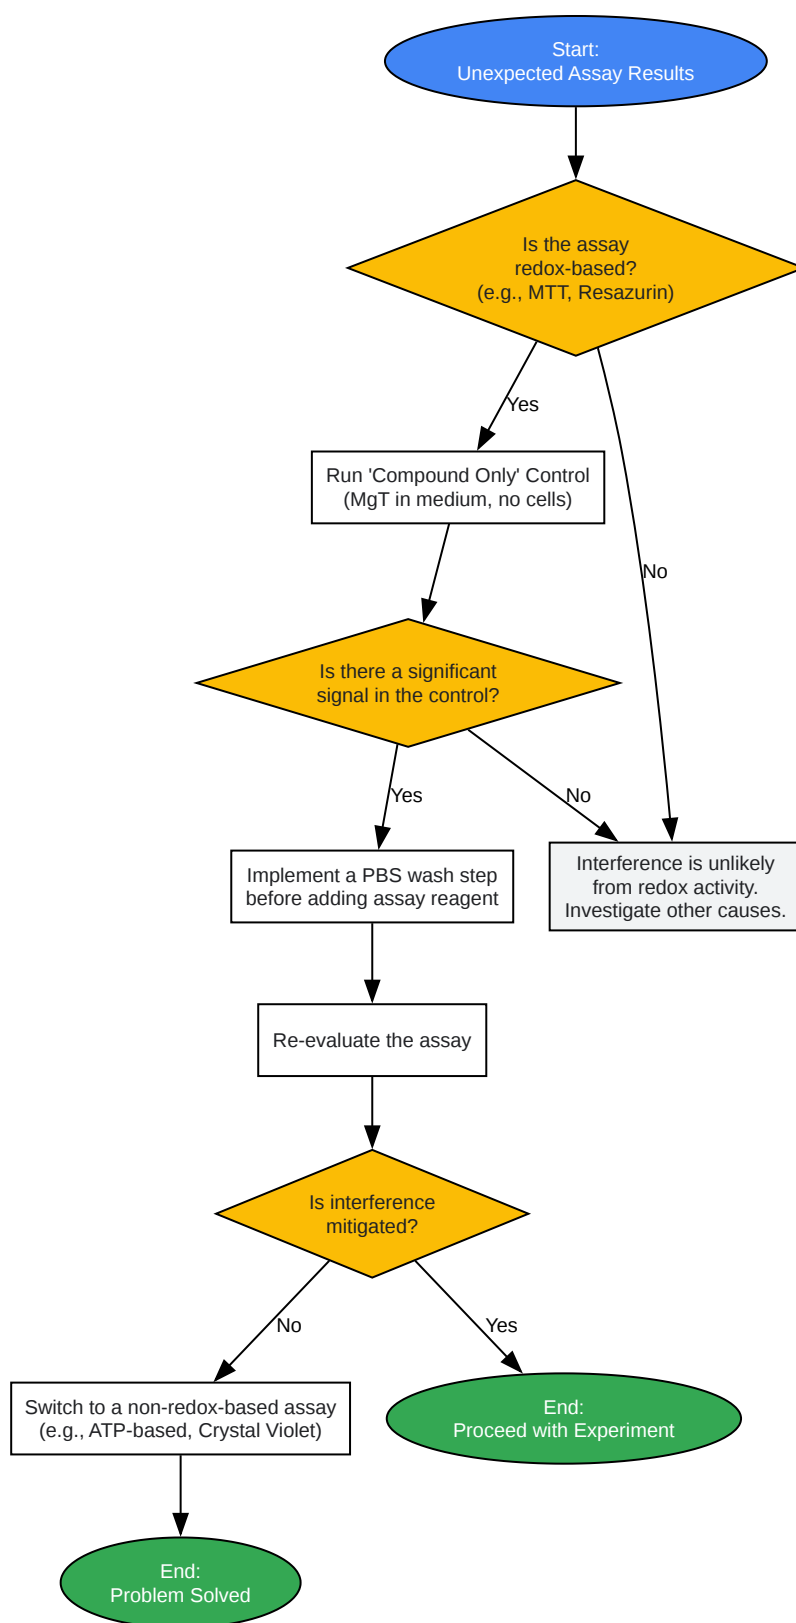 Start:
Unexpected Assay Results
Is the assay
redox-based?
(e.g., MTT, Resazurin)
Yes
Run 'Compound Only' Control
(MgT in medium, no cells)
No
Is there a significant
signal in the control?
Yes
No
Implement a PBS wash step
before adding assay reagent
Interference is unlikely
from redox activity.
Investigate other causes.
Re-evaluate the assay
Is interference
mitigated?
No
Yes
Switch to a non-redox-based assay
(e.g., ATP-based, Crystal Violet)
End:
Proceed with Experiment
End:
Problem Solved